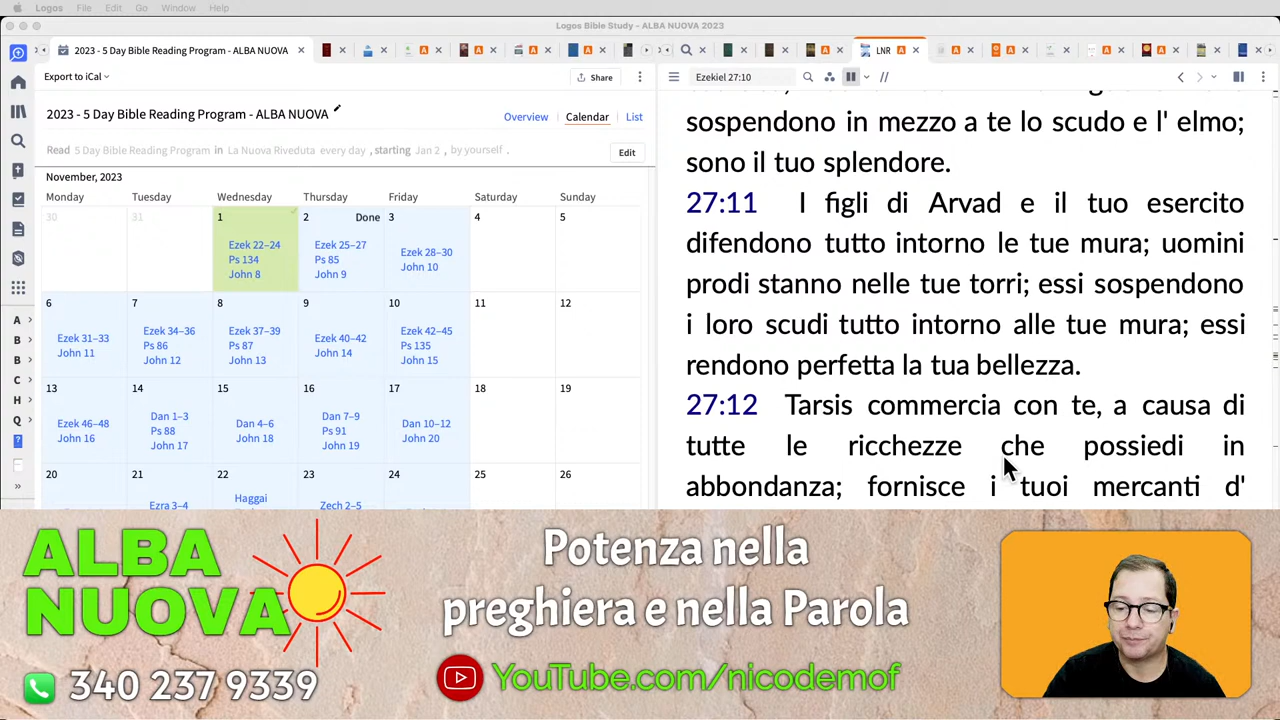 Logos File Edit Go Window Help
Logos Bible Study - ALBA NUOVA 2023
2023 - 5 Day Bible Reading Program - ALBA NUOVA
A A A A LNR A A A A A A
Export to iCal
Share
Ezekiel 27:10
2023 - 5 Day Bible Reading Program - ALBA NUOVA
Overview Calendar List
Read 5 Day Bible Reading Program in La Nuova Riveduta every day , starting Jan 2 , by yourself .
Edit
November, 2023
Monday Tuesday Wednesday Thursday Friday Saturday Sunday
30 31 1 2 Done 3 4 5
Ezek 22–24 Ezek 25–27 Ezek 28–30
Ps 134 Ps 85 John 10
John 8 John 9
6 7 8 9 10 11 12
Ezek 31–33 Ezek 34–36 Ezek 37–39 Ezek 40–42 Ezek 42–45
John 11 Ps 86 Ps 87 John 14 Ps 135
John 12 John 13 John 15
13 14 15 16 17 18 19
Ezek 46–48 Dan 1–3 Dan 4–6 Dan 7–9 Dan 10–12
John 16 Ps 88 John 18 Ps 91 John 20
John 17 John 19
20 21 22 23 24 25 26
Ezra 3–4 Haggai Zech 2–5
A
B
B
C
H
Q
?
»
sospendono in mezzo a te lo scudo e l' elmo;
sono il tuo splendore.
27:11 I figli di Arvad e il tuo esercito
difendono tutto intorno le tue mura; uomini
prodi stanno nelle tue torri; essi sospendono
i loro scudi tutto intorno alle tue mura; essi
rendono perfetta la tua bellezza.
27:12 Tarsis commercia con te, a causa di
tutte le ricchezze che possiedi in
abbondanza; fornisce i tuoi mercanti d'
ALBA
NUOVA
340 237 9339
Potenza nella
preghiera e nella Parola
YouTube.com/nicodemof